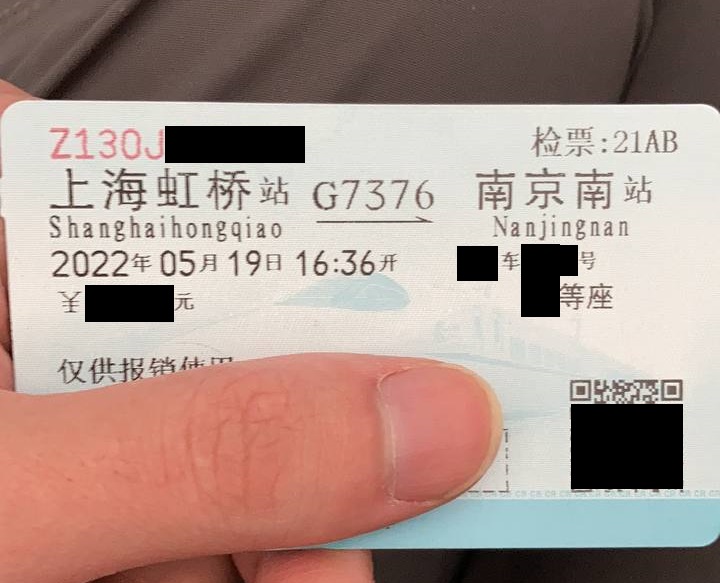 Z130J
检票:21AB
上海虹桥站 G7376 南京南站
Shanghaihongqiao Nanjingnan
2022年05月19日16:36开 车 号
¥ 元 等座
仅供报销使用